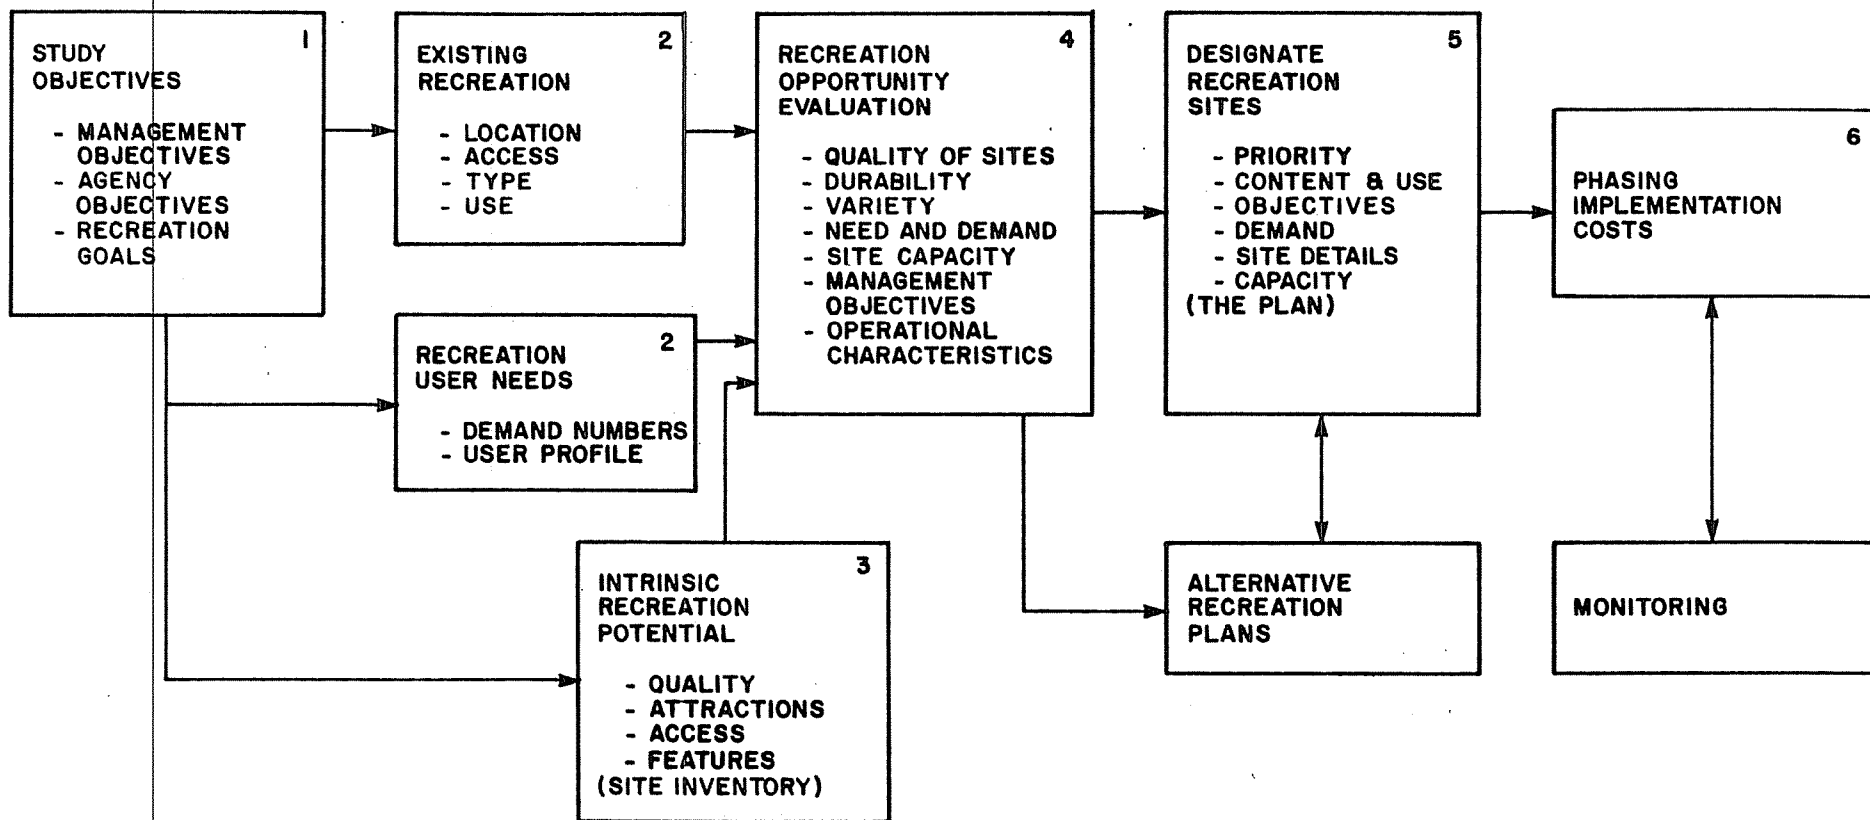 1
STUDY
OBJECTIVES
- MANAGEMENT
OBJECTIVES
- AGENCY
OBJECTIVES
- RECREATION
GOALS
2
EXISTING
RECREATION
- LOCATION
- ACCESS
- TYPE
- USE
2
RECREATION
USER NEEDS
- DEMAND NUMBERS
- USER PROFILE
3
INTRINSIC
RECREATION
POTENTIAL
- QUALITY
- ATTRACTIONS
- ACCESS
- FEATURES
(SITE INVENTORY)
4
RECREATION
OPPORTUNITY
EVALUATION
- QUALITY OF SITES
- DURABILITY
- VARIETY
- NEED AND DEMAND
- SITE CAPACITY
- MANAGEMENT
OBJECTIVES
- OPERATIONAL
CHARACTERISTICS
5
DESIGNATE
RECREATION
SITES
- PRIORITY
- CONTENT & USE
- OBJECTIVES
- DEMAND
- SITE DETAILS
- CAPACITY
(THE PLAN)
ALTERNATIVE
RECREATION
PLANS
6
PHASING
IMPLEMENTATION
COSTS
MONITORING